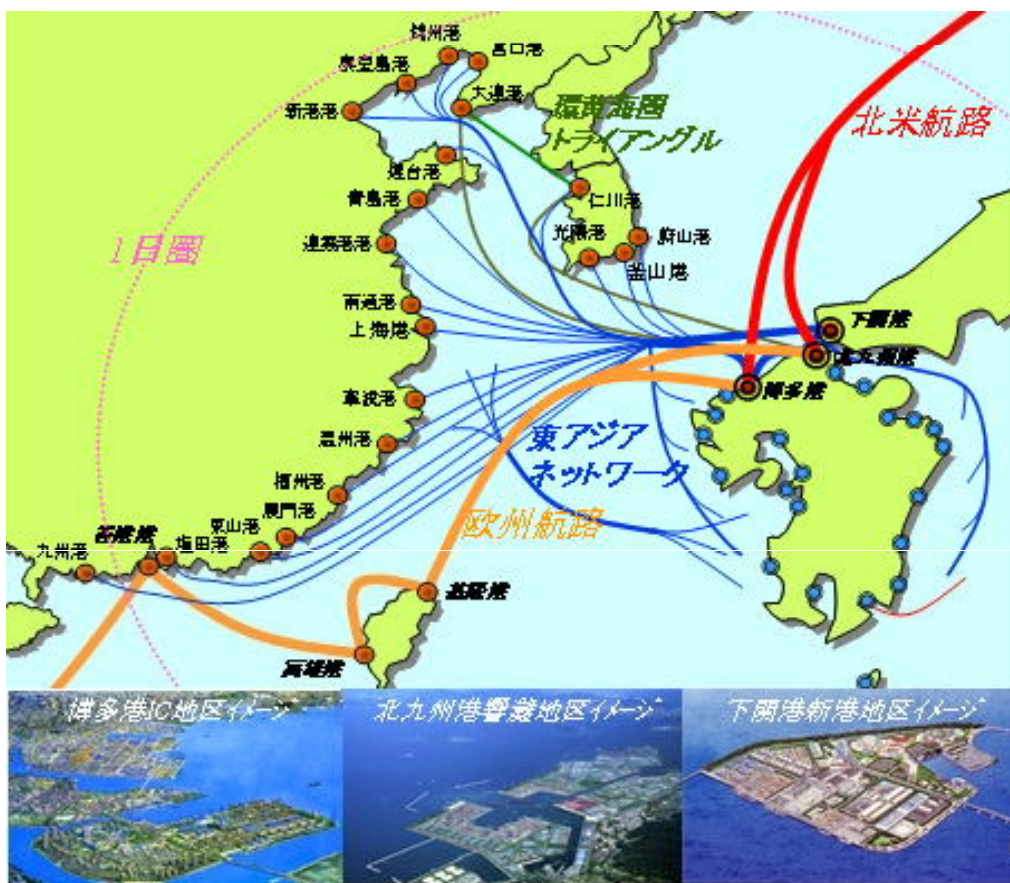 錦州港
営口港
秦皇島港
大連港
新港港
環黄海圏
トライアングル
北米航路
煙台港
青島港
仁川港
光陽港
蔚山港
釜山港
1日圏
連雲港港
南通港
上海港
下関港
北九州港
博多港
寧波港
温州港
東アジア
ネットワーク
福州港
厦門港
欧州航路
東山港
塩田港
香港港
九州港
基隆港
高雄港
博多港IC地区イメージ
北九州港響灘地区イメージ
下関港新港地区イメージ